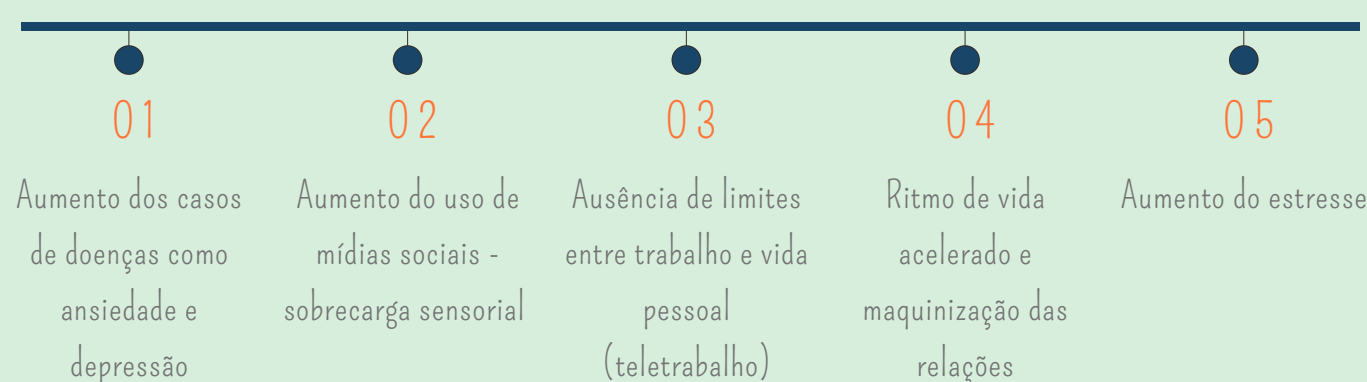 01
Aumento dos casos
de doenças como
ansiedade e
depressão
02
Aumento do uso de
mídias sociais -
sobrecarga sensorial
03
Ausência de limites
entre trabalho e vida
pessoal
(teletrabalho)
04
Ritmo de vida
acelerado e
maquinização das
relações
05
Aumento do estresse